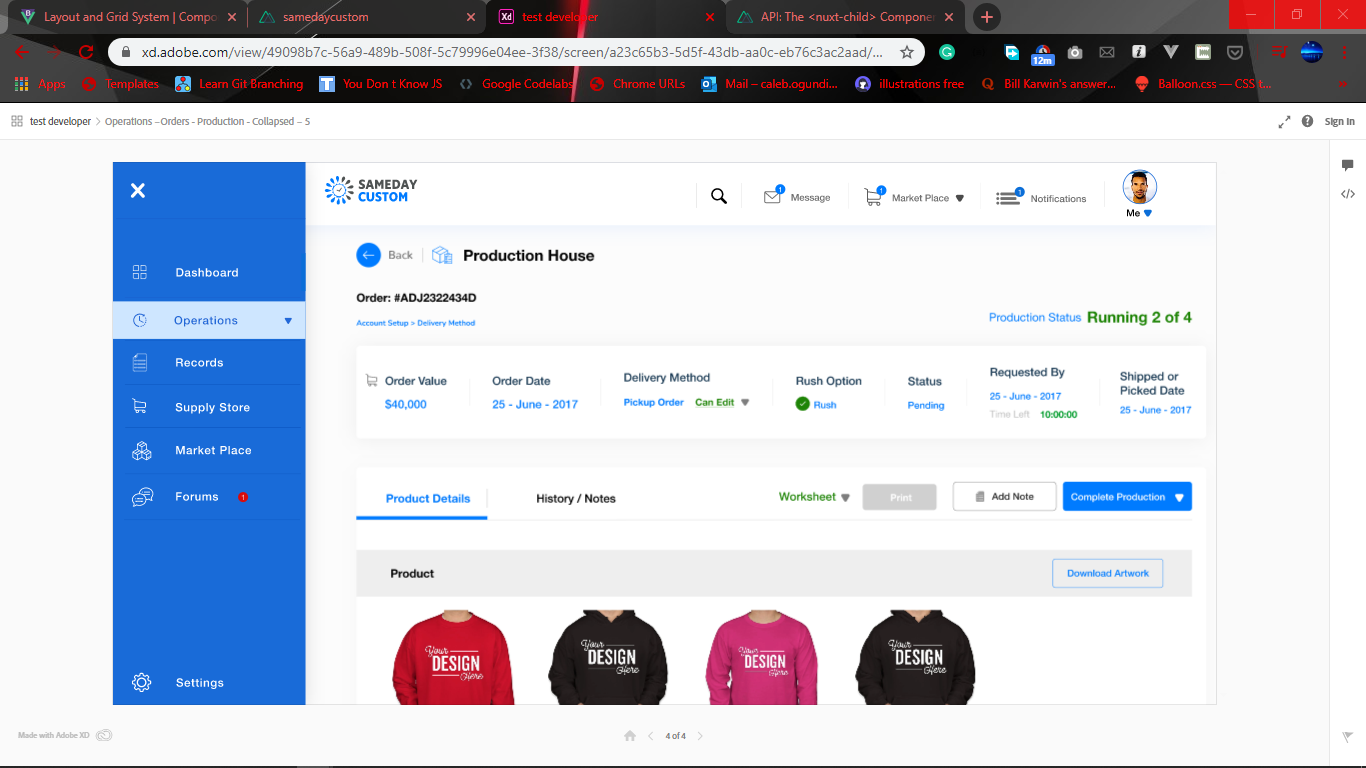 Layout and Grid System | Compo
samedaycustom
test developer
API: The <nuxt-child> Componen
xd.adobe.com/view/49098b7c-56a9-489b-508f-5c79996e04ee-3f38/screen/a23c65b3-5d5f-43db-aa0c-eb76c3ac2aad/...
12m
Apps
Templates
Learn Git Branching
You Don t Know JS
Google Codelabs
Chrome URLs
Mail – caleb.ogundi...
illustrations free
Bill Karwin's answer...
Balloon.css — CSS t...
test developer > Operations –Orders - Production - Collapsed – S
Sign In
SAMEDAY
CUSTOM
1
Message
1
Market Place
1
Notifications
Me
Dashboard
Operations
Records
Supply Store
Market Place
Forums 1
Settings
Back
Production House
Order: #ADJ2322434D
Account Setup > Delivery Method
Production Status Running 2 of 4
Order Value
$40,000
Order Date
25 - June - 2017
Delivery Method
Pickup Order Can Edit
Rush Option
Rush
Status
Pending
Requested By
25 - June - 2017
Time Left 10:00:00
Shipped or
Picked Date
25 - June - 2017
Product Details
History / Notes
Worksheet
Print
Add Note
Complete Production
Product
Download Artwork
Your
DESIGN
Here
Your
DESIGN
Here
Your
DESIGN
Here
Your
DESIGN
Here
Made with Adobe XD
4 of 4